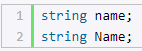 1 string name;
2 string Name;